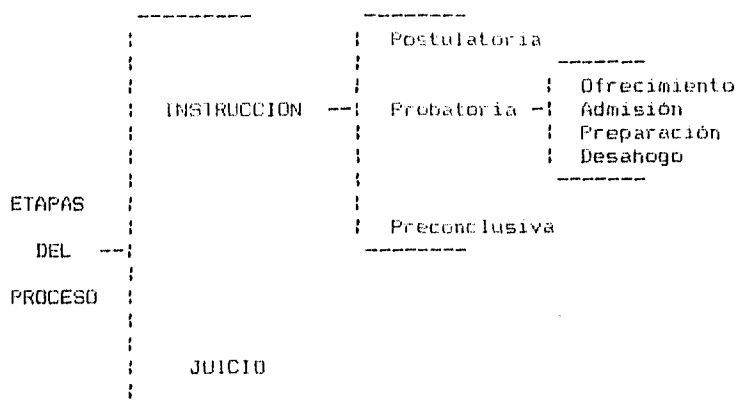 Postulatoria
Ofrecimiento
INSTRUCCION -- Probatoria - Admisión
Preparación
Desahogo
ETAPAS
Preconclusiva
DEL --
PROCESO
JUICIO